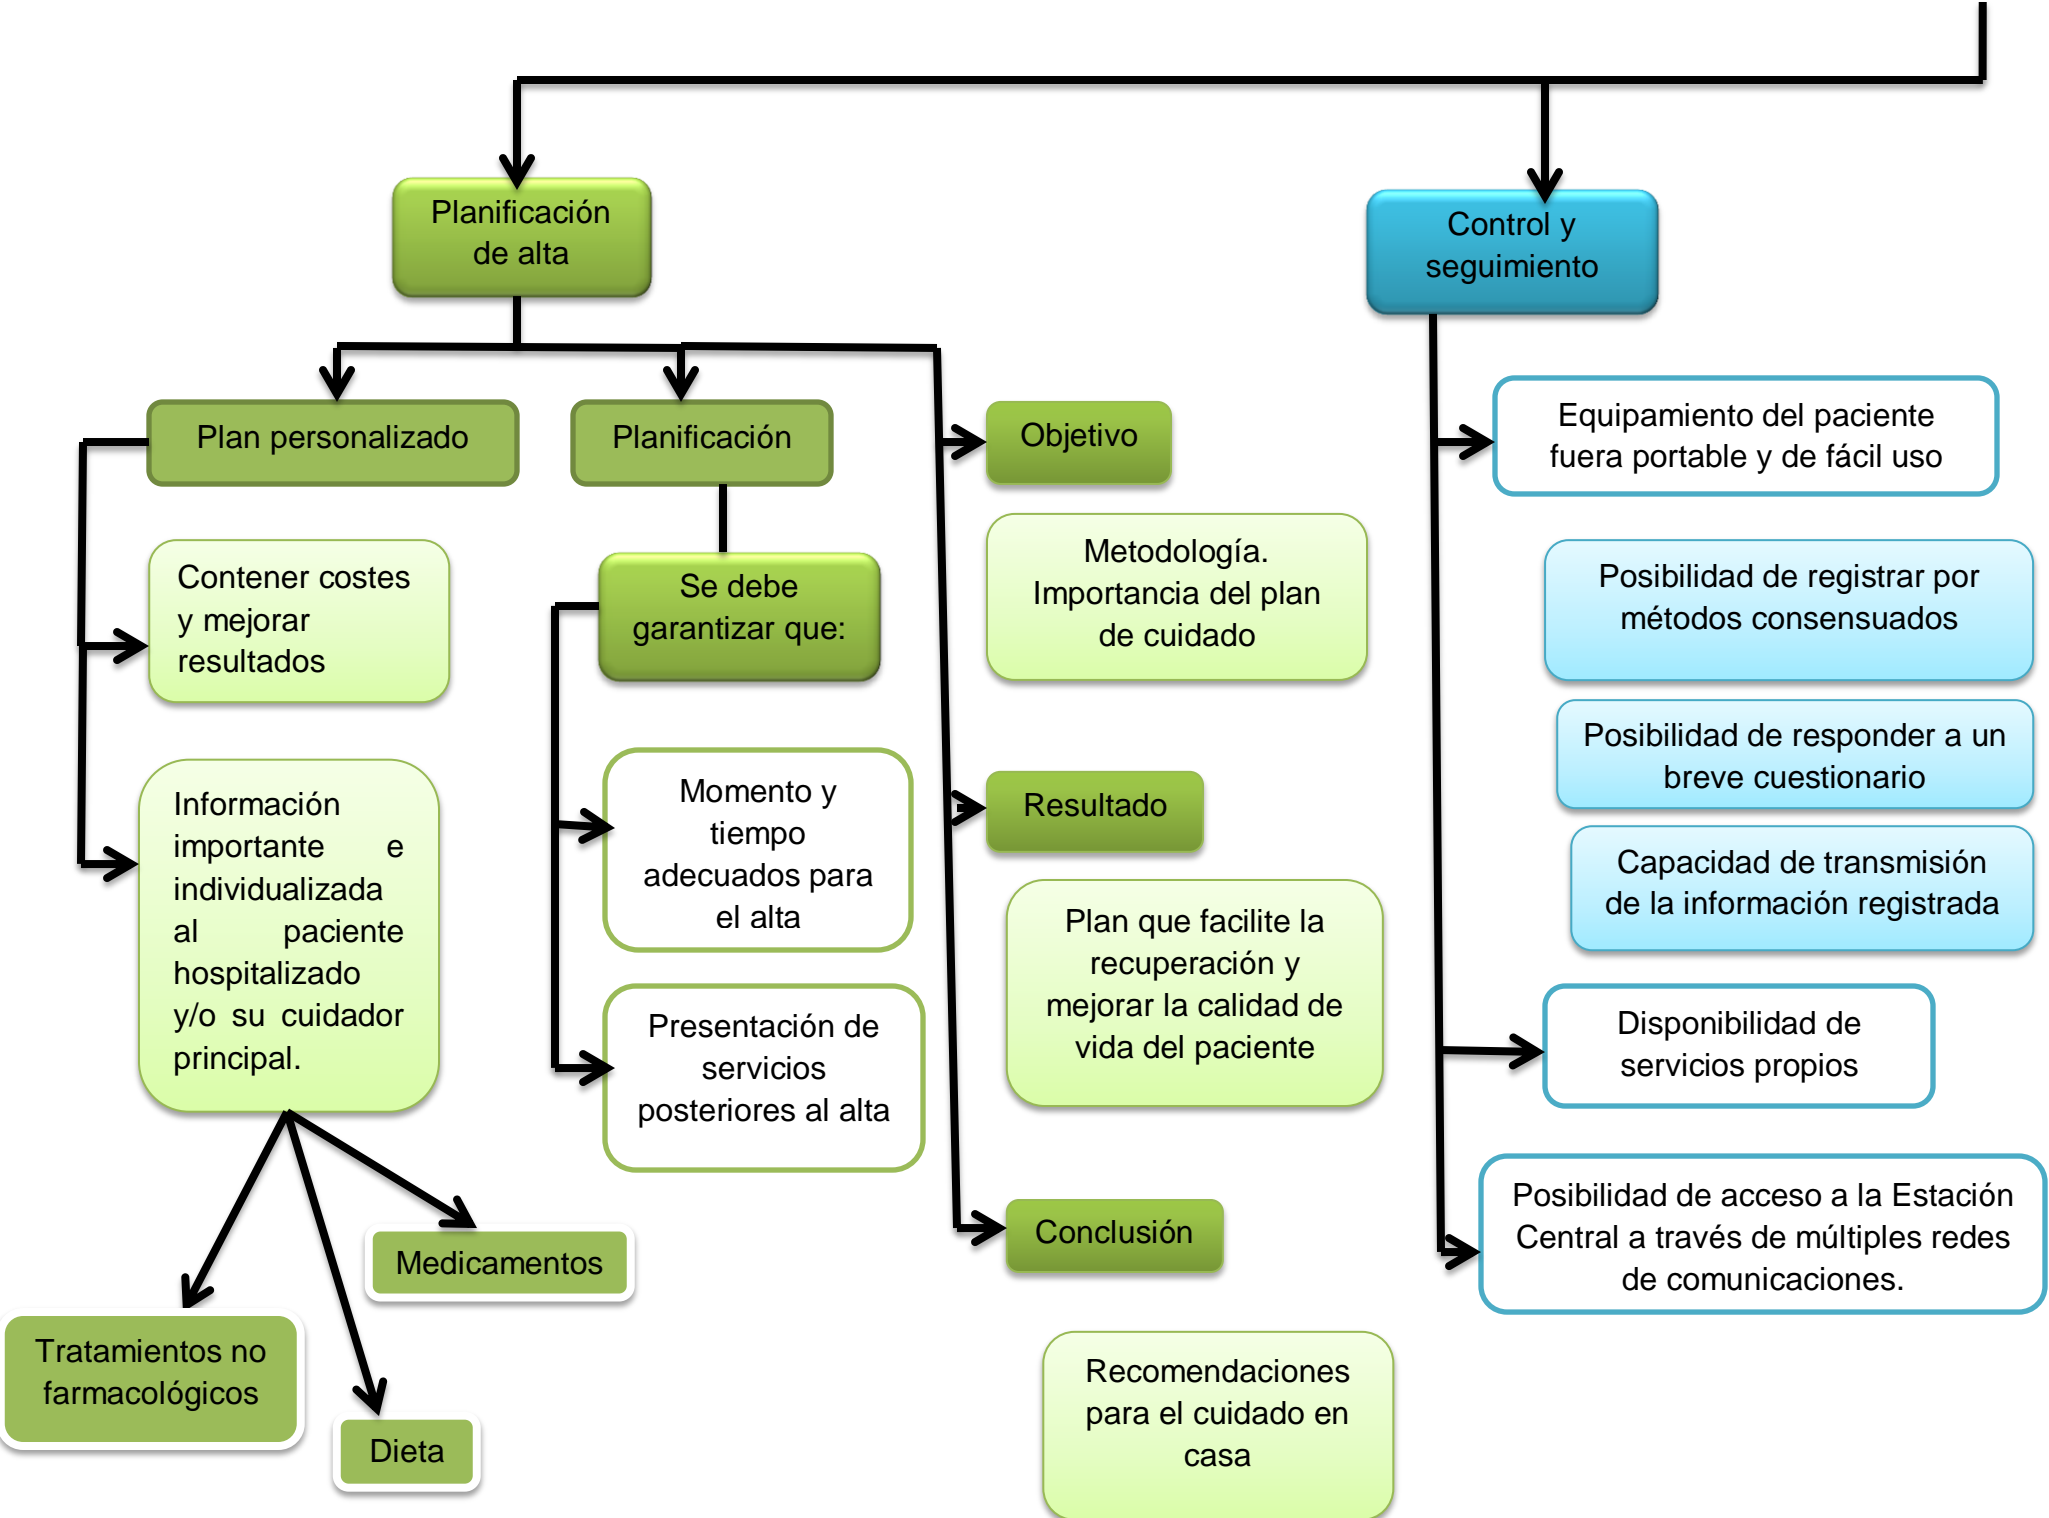 Planificación
de alta
Control y
seguimiento
Plan personalizado
Planificación
Objetivo
Equipamiento del paciente
fuera portable y de fácil uso
Contener costes
y mejorar
resultados
Se debe
garantizar que:
Metodología.
Importancia del plan
de cuidado
Posibilidad de registrar por
métodos consensuados
Posibilidad de responder a un
breve cuestionario
Información
importante e
individualizada
al paciente
hospitalizado
y/o su cuidador
principal.
Momento y
tiempo
adecuados para
el alta
Resultado
Capacidad de transmisión
de la información registrada
Plan que facilite la
recuperación y
mejorar la calidad de
vida del paciente
Presentación de
servicios
posteriores al alta
Disponibilidad de
servicios propios
Conclusión
Posibilidad de acceso a la Estación
Central a través de múltiples redes
de comunicaciones.
Medicamentos
Tratamientos no
farmacológicos
Dieta
Recomendaciones
para el cuidado en
casa